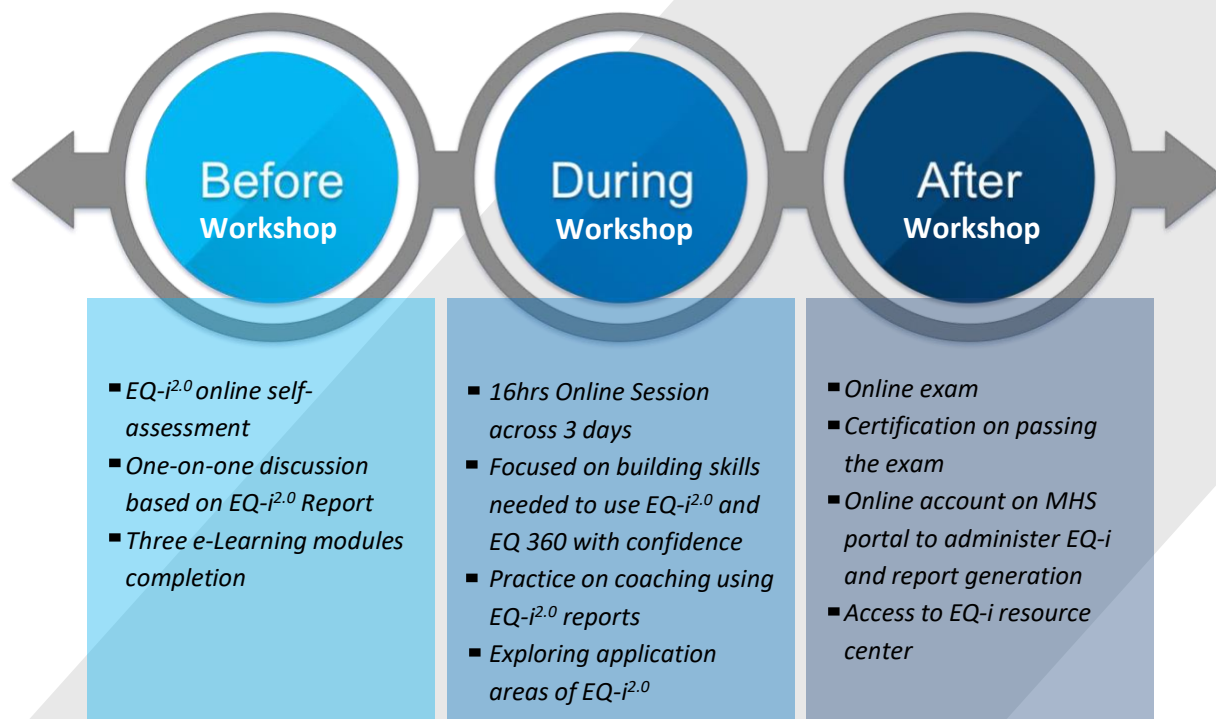 Before
Workshop
▪ EQ-i2.0 online self-
assessment
▪ One-on-one discussion
based on EQ-i2.0 Report
▪ Three e-Learning modules
completion
During
Workshop
▪ 16hrs Online Session
across 3 days
▪ Focused on building skills
needed to use EQ-i2.0 and
EQ 360 with confidence
▪ Practice on coaching using
EQ-i2.0 reports
▪ Exploring application
areas of EQ-i2.0
After
Workshop
▪ Online exam
▪ Certification on passing
the exam
▪ Online account on MHS
portal to administer EQ-i
and report generation
▪ Access to EQ-i resource
center